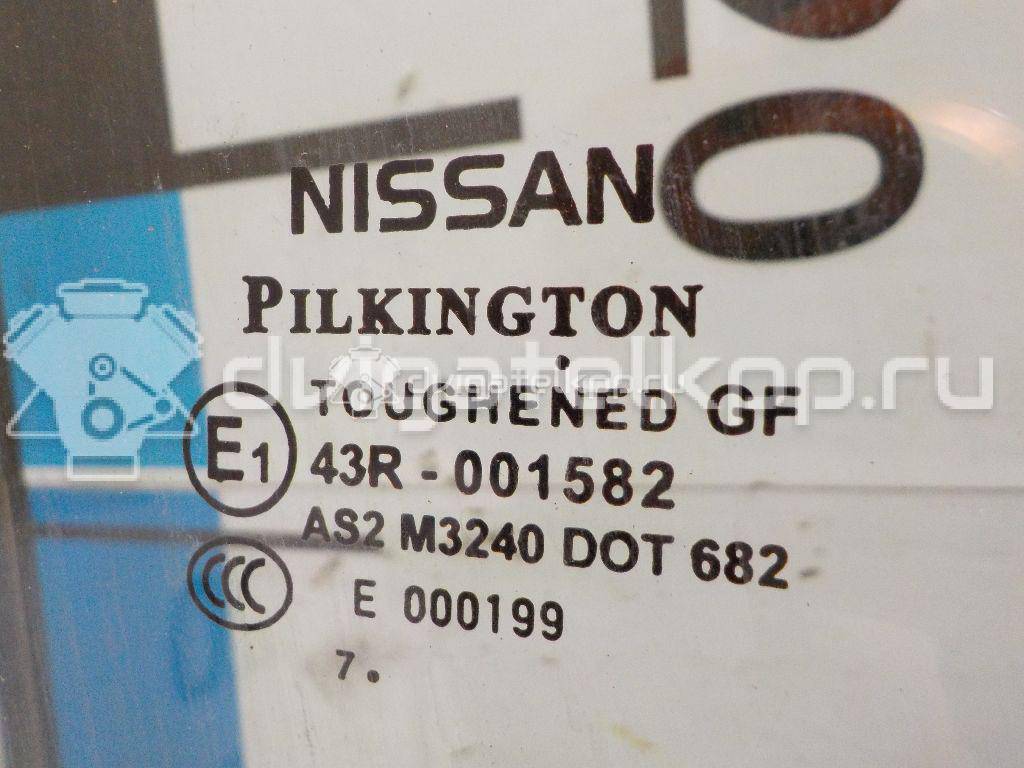 NISSAN
PILKINGTON
TOUGHENED GF
E1
43R-001582
AS2 M3240 DOT 682
CCC
E 000199
7.
dvigatelkop.ru